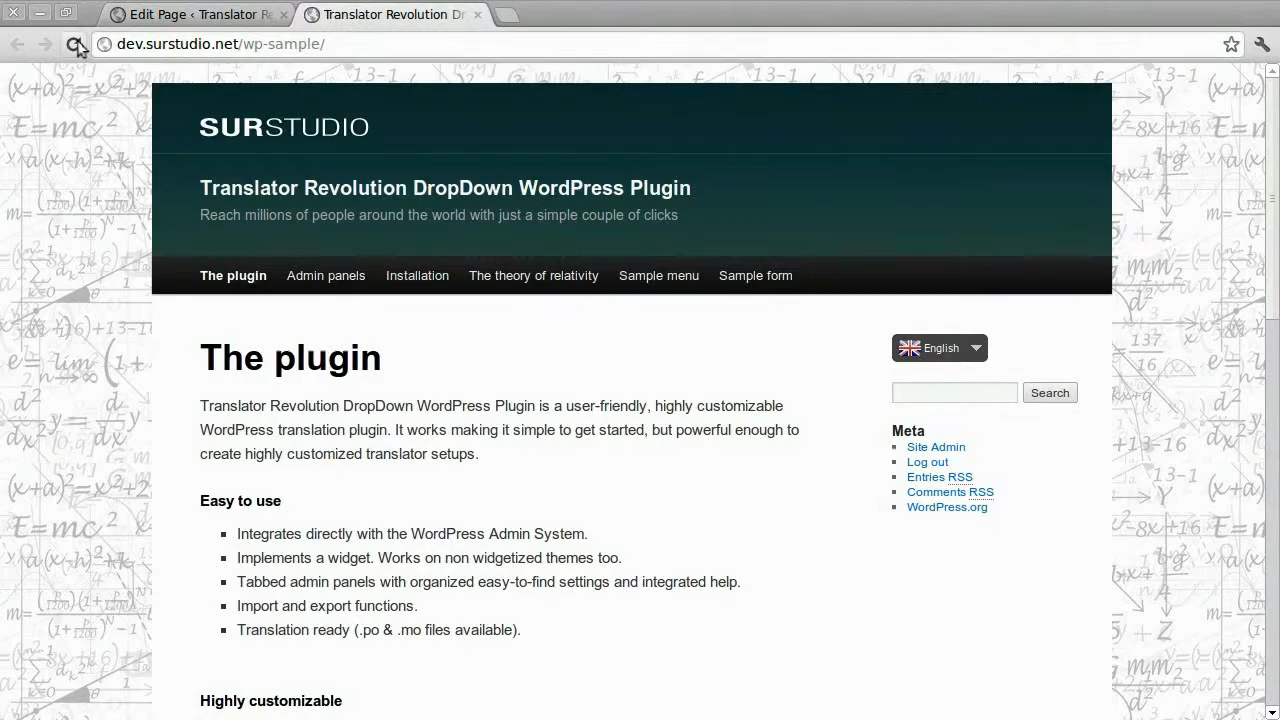 Edit Page ‹ Translator Re
Translator Revolution Dr
dev.surstudio.net/wp-sample/
SURSTUDIO
Translator Revolution DropDown WordPress Plugin
Reach millions of people around the world with just a simple couple of clicks
The plugin Admin panels Installation The theory of relativity Sample menu Sample form
The plugin
English
Translator Revolution DropDown WordPress Plugin is a user-friendly, highly customizable
WordPress translation plugin. It works making it simple to get started, but powerful enough to
create highly customized translator setups.
Search
Meta
Site Admin
Log out
Entries RSS
Comments RSS
WordPress.org
Easy to use
Integrates directly with the WordPress Admin System.
Implements a widget. Works on non widgetized themes too.
Tabbed admin panels with organized easy-to-find settings and integrated help.
Import and export functions.
Translation ready (.po & .mo files available).
Highly customizable